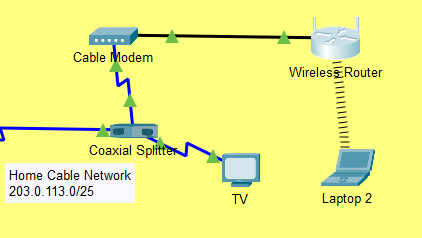 Cable Modem
Wireless Router
Coaxial Splitter
Home Cable Network
203.0.113.0/25
TV
Laptop 2